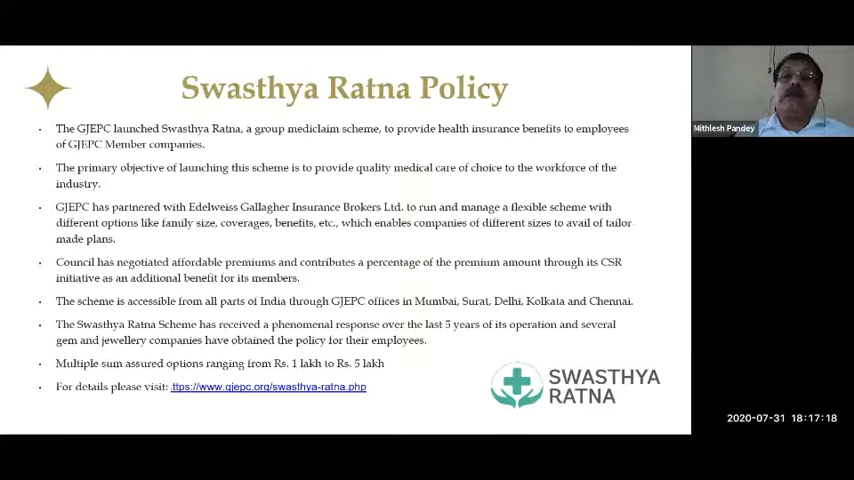 Swasthya Ratna Policy
· The GJEPC launched Swasthya Ratna, a group mediclaim scheme, to provide health insurance benefits to employees
of GJEPC Member companies.
· The primary objective of launching this scheme is to provide quality medical care of choice to the workforce of the
industry.
· GJEPC has partnered with Edelweiss Gallagher Insurance Brokers Ltd. to run and manage a flexible scheme with
different options like family size, coverages, benefits, etc., which enables companies of different sizes to avail of tailor-
made plans.
· Council has negotiated affordable premiums and contributes a percentage of the premium amount through its CSR
initiative as an additional benefit for its members.
· The scheme is accessible from all parts of India through GJEPC offices in Mumbai, Surat, Delhi, Kolkata and Chennai.
· The Swasthya Ratna Scheme has received a phenomenal response over the last 5 years of its operation and several
gem and jewellery companies have obtained the policy for their employees.
· Multiple sum assured options ranging from Rs. 1 lakh to Rs. 5 lakh
· For details please visit: .ttps://www.gjepc.org/swasthya-ratna.php
SWASTHYA
RATNA
Mithlesh Pandey
2020-07-31 18:17:18